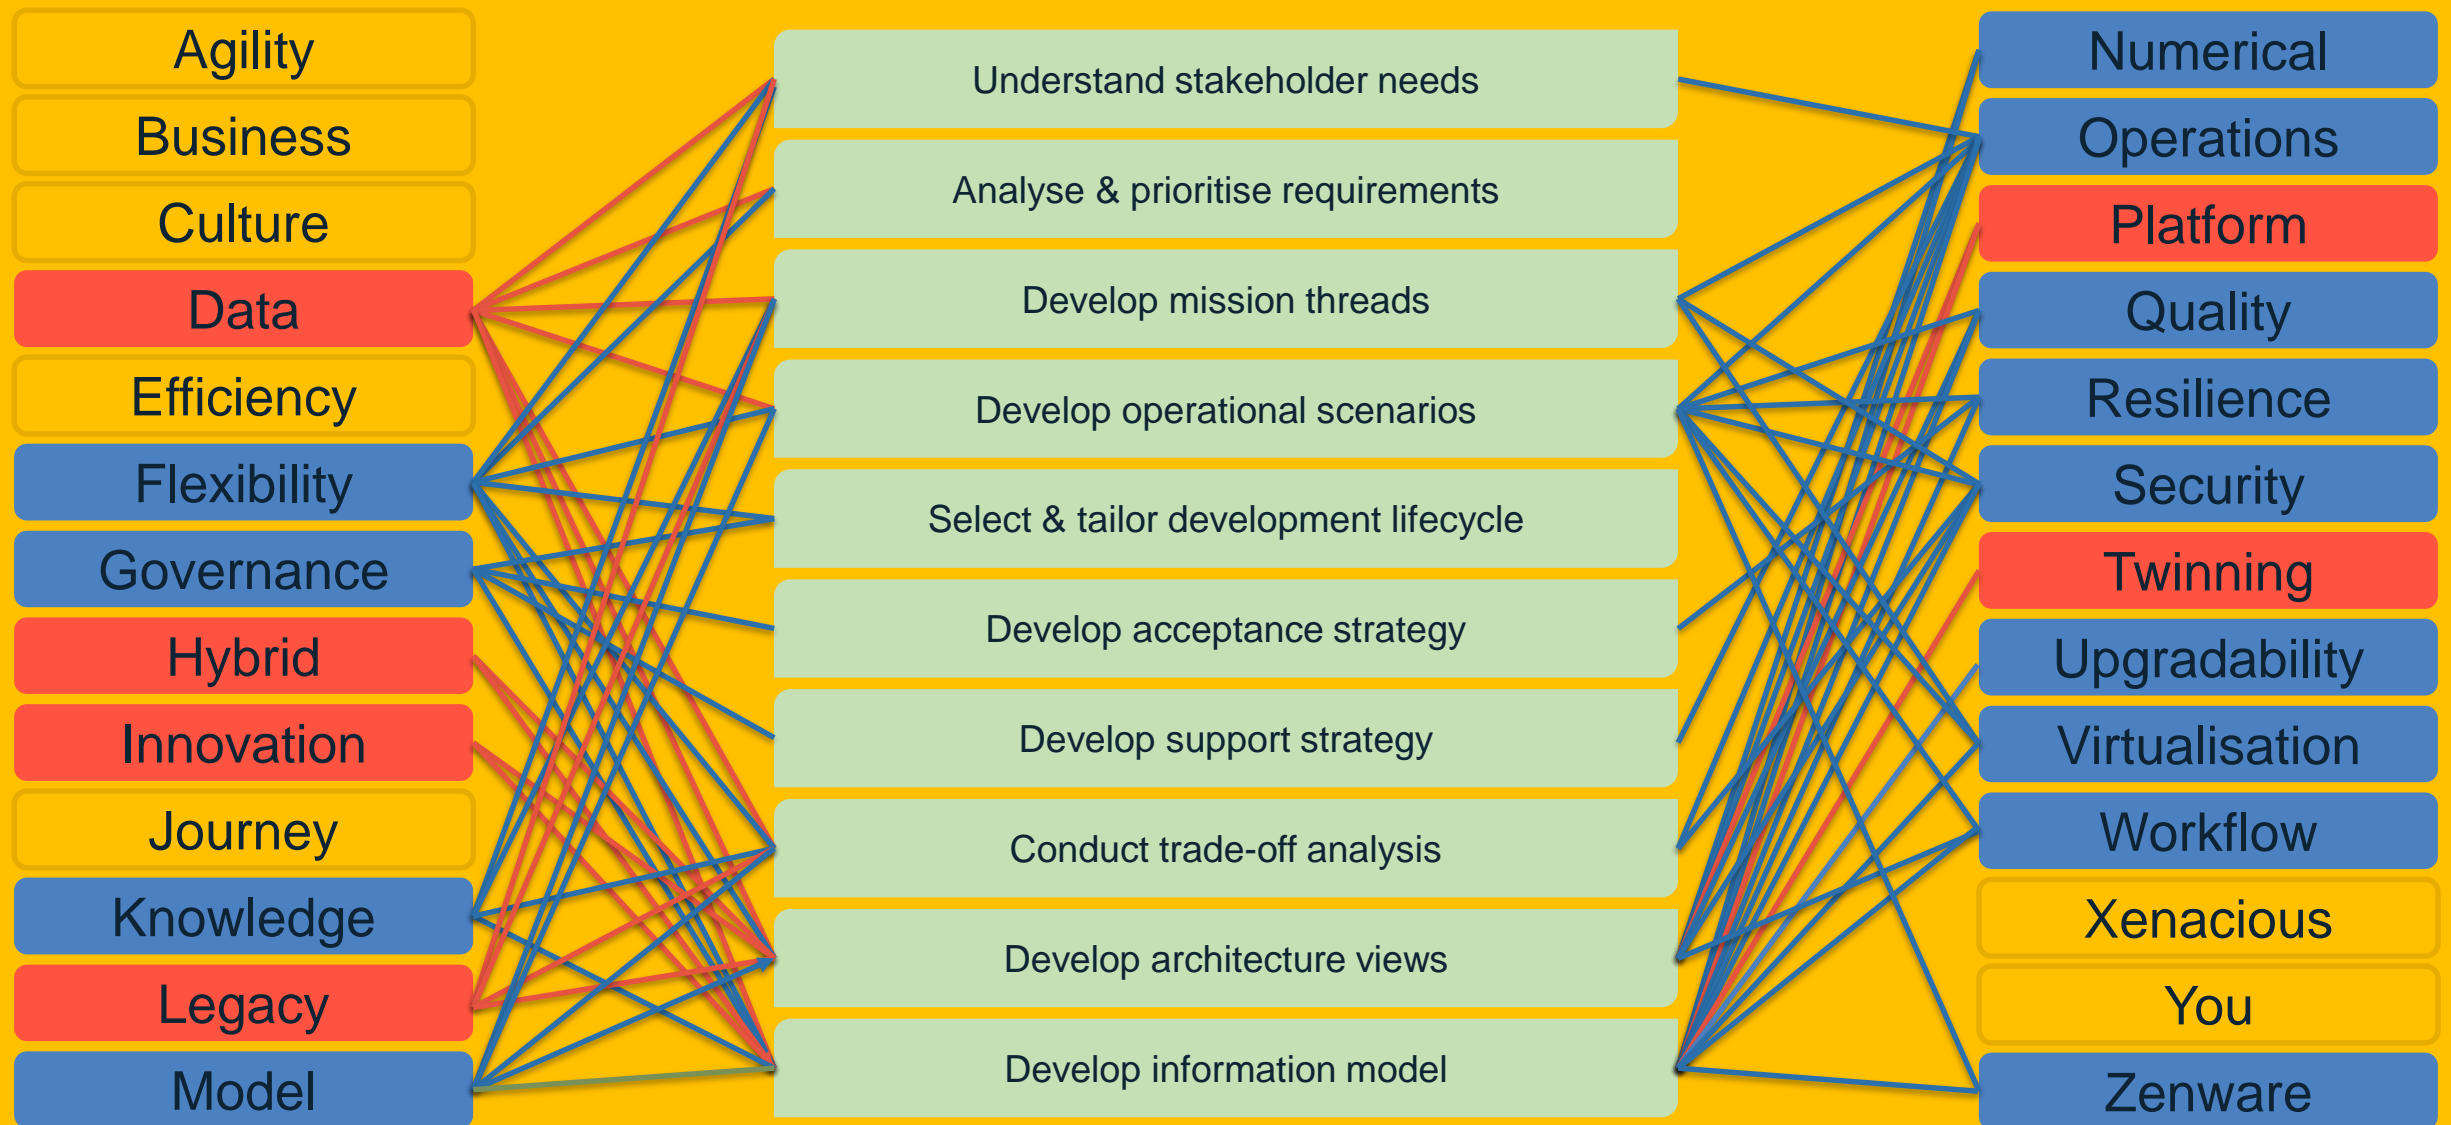 Agility
Business
Culture
Data
Efficiency
Flexibility
Governance
Hybrid
Innovation
Journey
Knowledge
Legacy
Model
Understand stakeholder needs
Analyse & prioritise requirements
Develop mission threads
Develop operational scenarios
Select & tailor development lifecycle
Develop acceptance strategy
Develop support strategy
Conduct trade-off analysis
Develop architecture views
Develop information model
Numerical
Operations
Platform
Quality
Resilience
Security
Twinning
Upgradability
Virtualisation
Workflow
Xenacious
You
Zenware